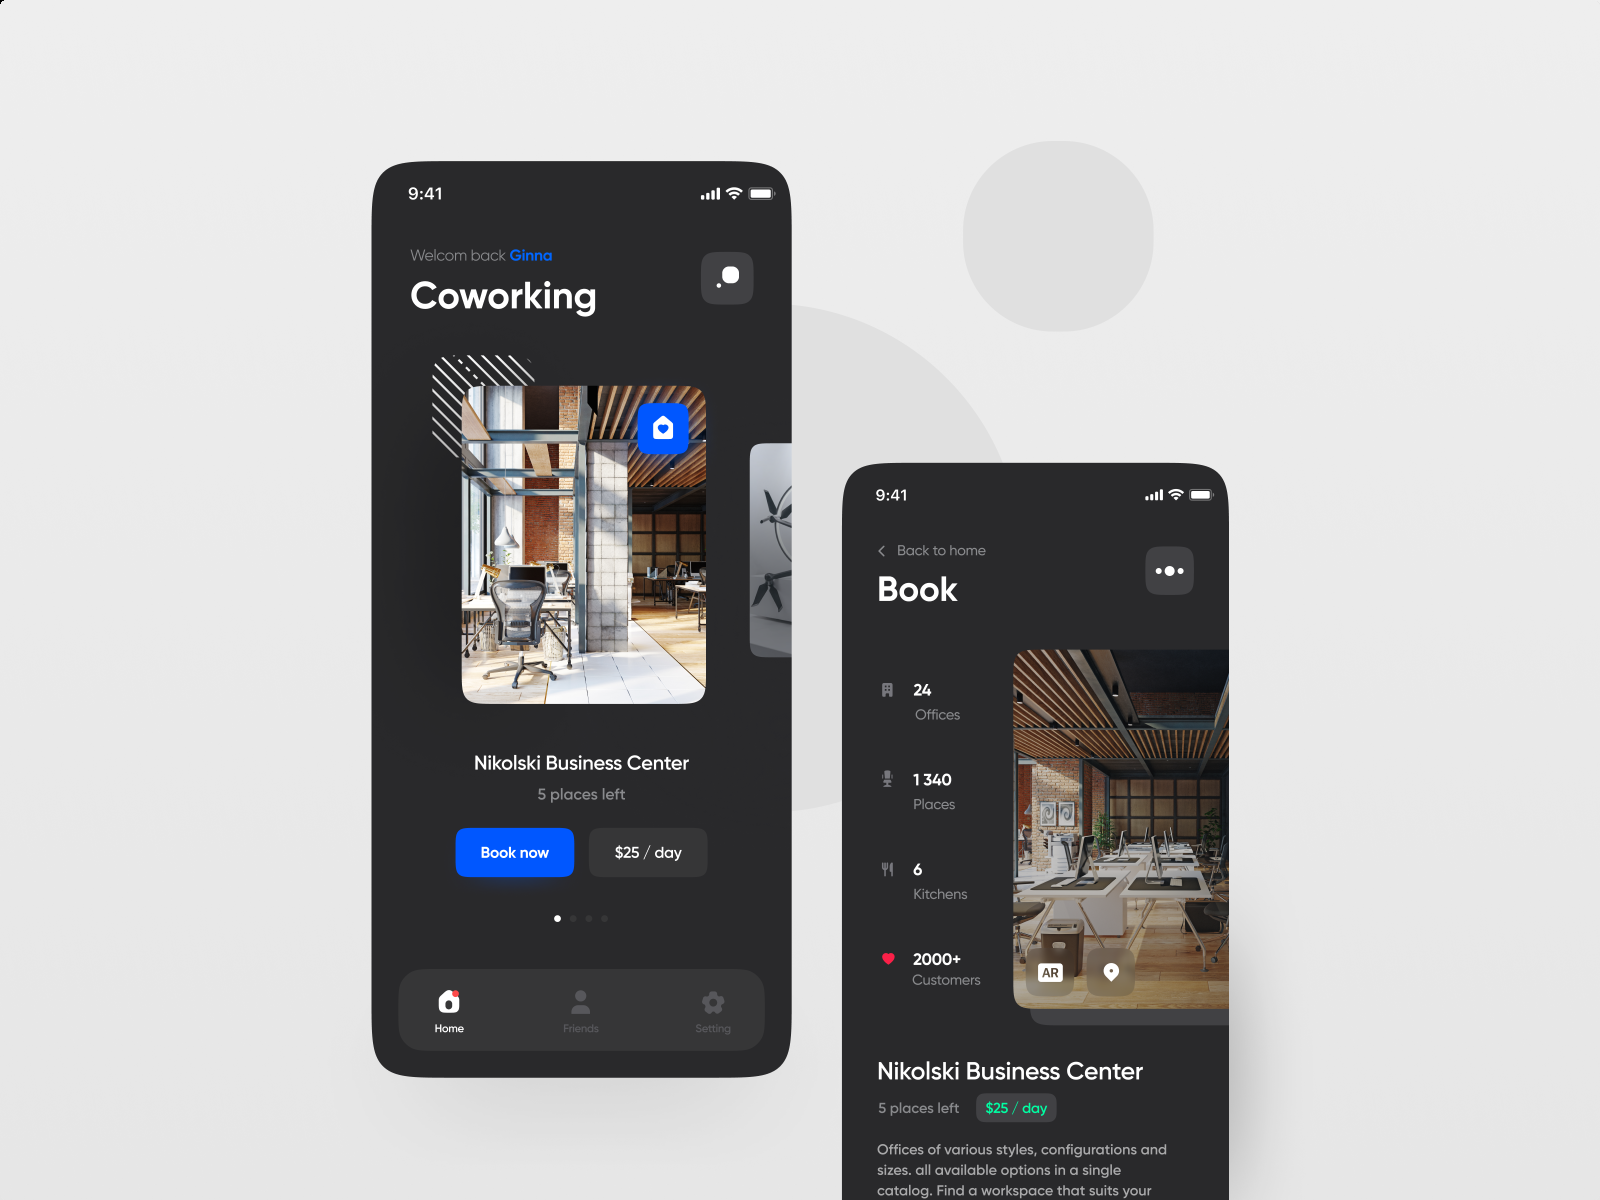 9:41
Welcom back Ginna
Coworking
Nikolski Business Center
5 places left
Book now
$25 / day
Home
Friends
Setting
9:41
Back to home
Book
24
Offices
1 340
Places
6
Kitchens
2000+
Customers
AR
Nikolski Business Center
5 places left
$25 / day
Offices of various styles, configurations and
sizes. all available options in a single
catalog. Find a workspace that suits your